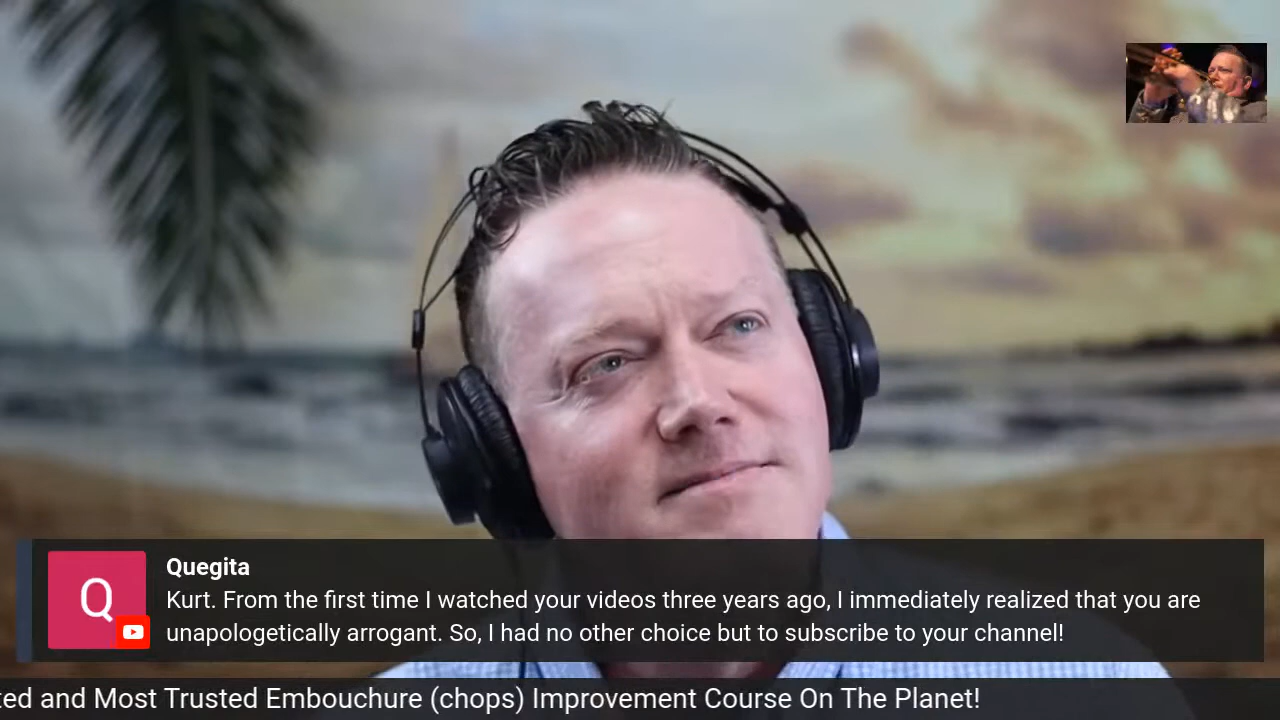 Q
Quegita
Kurt. From the first time I watched your videos three years ago, I immediately realized that you are
unapologetically arrogant. So, I had no other choice but to subscribe to your channel!
ted and Most Trusted Embouchure (chops) Improvement Course On The Planet!